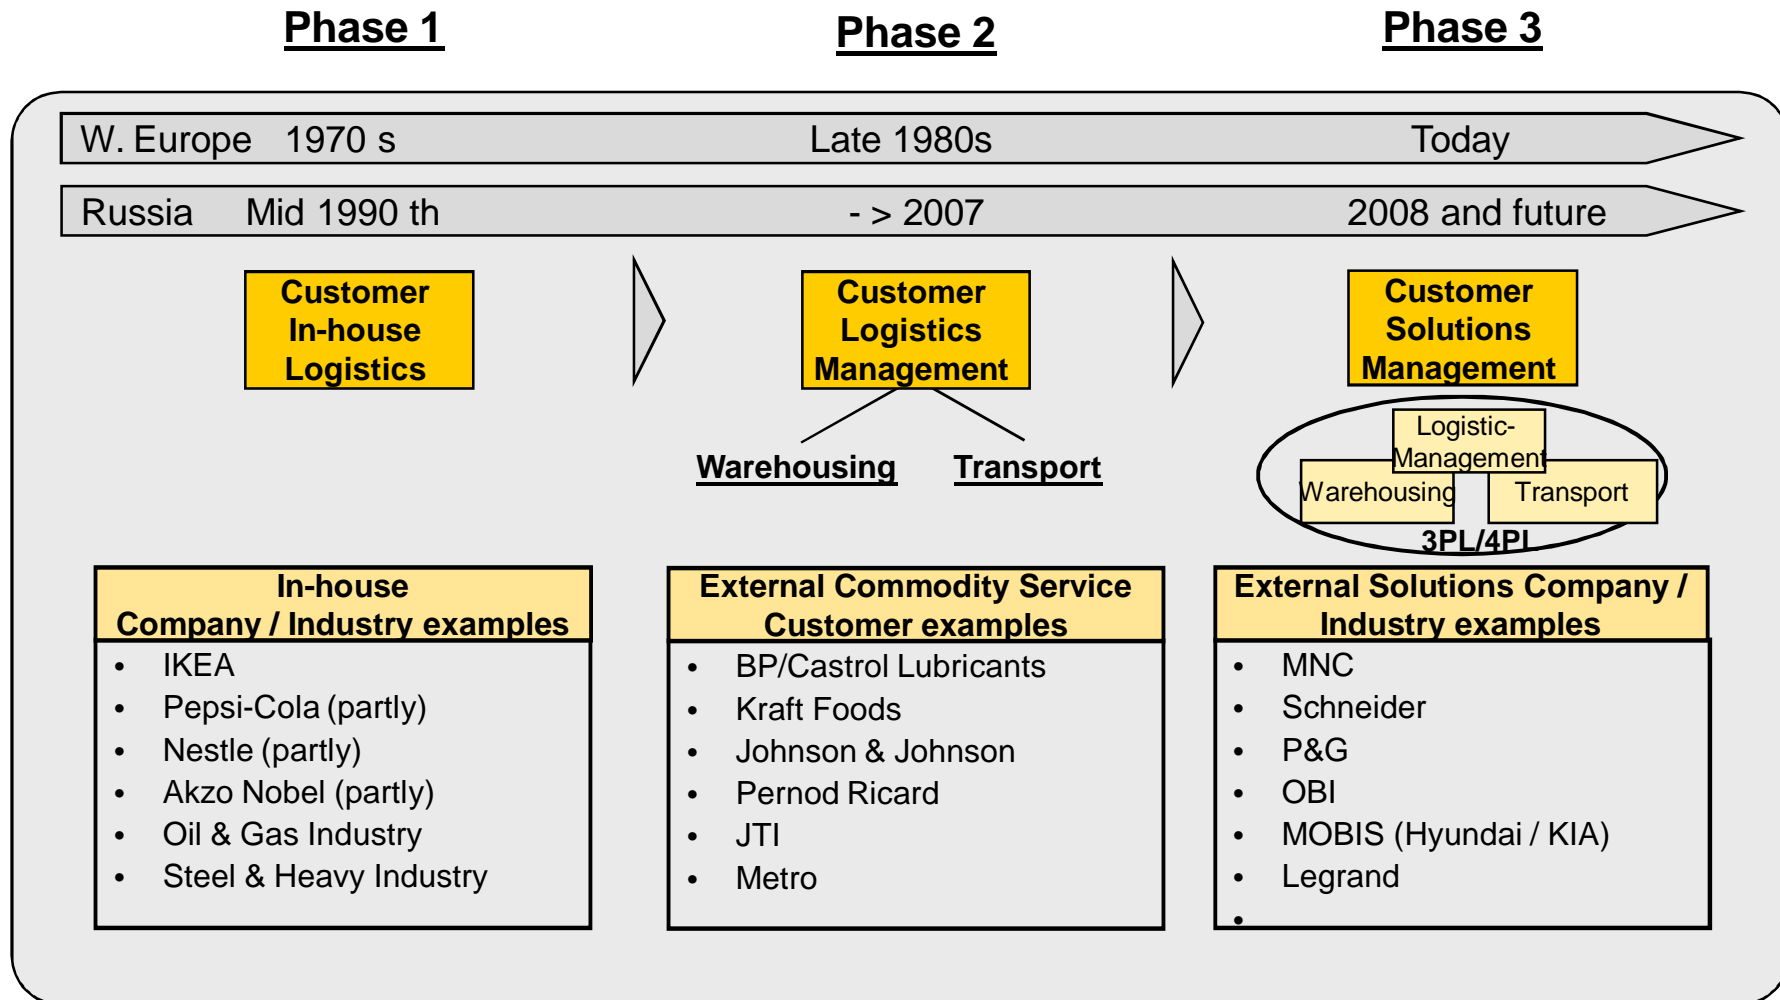 Phase 1
Phase 2
Phase 3
W. Europe 1970 s Late 1980s Today
Russia Mid 1990 th - > 2007 2008 and future
Customer
In-house
Logistics
Customer
Logistics
Management
Warehousing Transport
Customer
Solutions
Management
Logistic-
Management
Warehousing Transport
3PL/4PL
In-house
Company / Industry examples
• IKEA
• Pepsi-Cola (partly)
• Nestle (partly)
• Akzo Nobel (partly)
• Oil & Gas Industry
• Steel & Heavy Industry
External Commodity Service
Customer examples
• BP/Castrol Lubricants
• Kraft Foods
• Johnson & Johnson
• Pernod Ricard
• JTI
• Metro
External Solutions Company /
Industry examples
• MNC
• Schneider
• P&G
• OBI
• MOBIS (Hyundai / KIA)
• Legrand
•